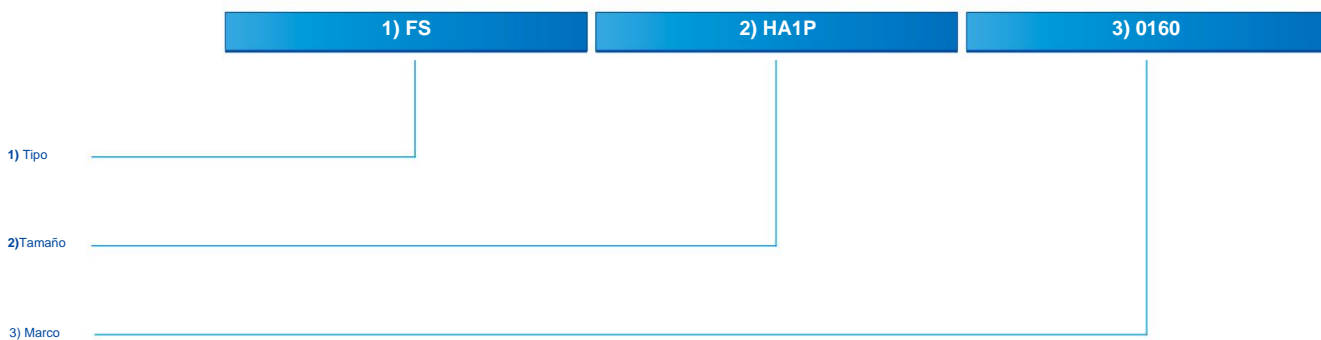 1) FS
2) HA1P
3) 0160
1) Tipo
2)Tamaño
3) Marco